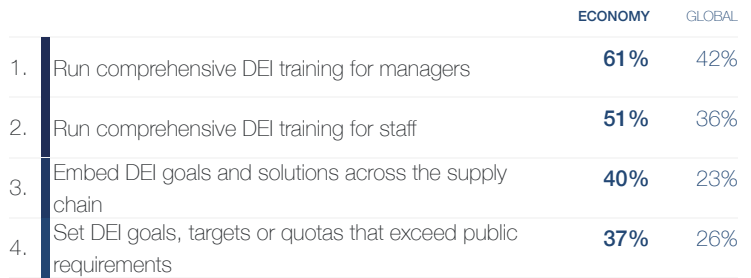 ECONOMY GLOBAL
1. Run comprehensive DEI training for managers 61% 42%
2. Run comprehensive DEI training for staff 51% 36%
3. Embed DEI goals and solutions across the supply chain 40% 23%
4. Set DEI goals, targets or quotas that exceed public requirements 37% 26%